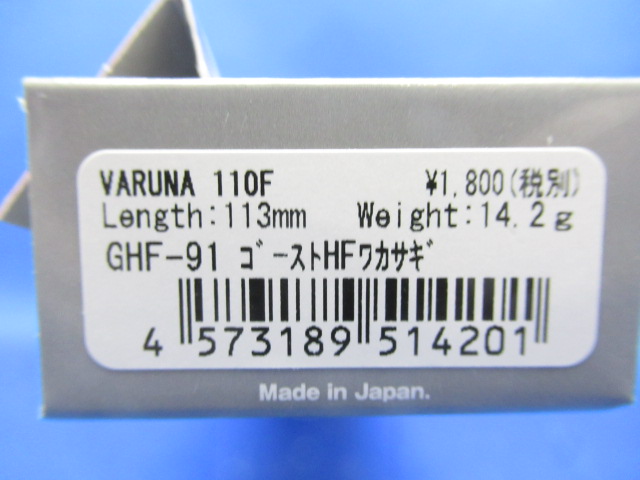 VARUNA 110F ¥1,800(税別)
Length:113mm Weight:14.2g
GHF-91 ｺﾞｰｽﾄHFﾜｶｻｷﾞ
4 573189 514201
Made in Japan.